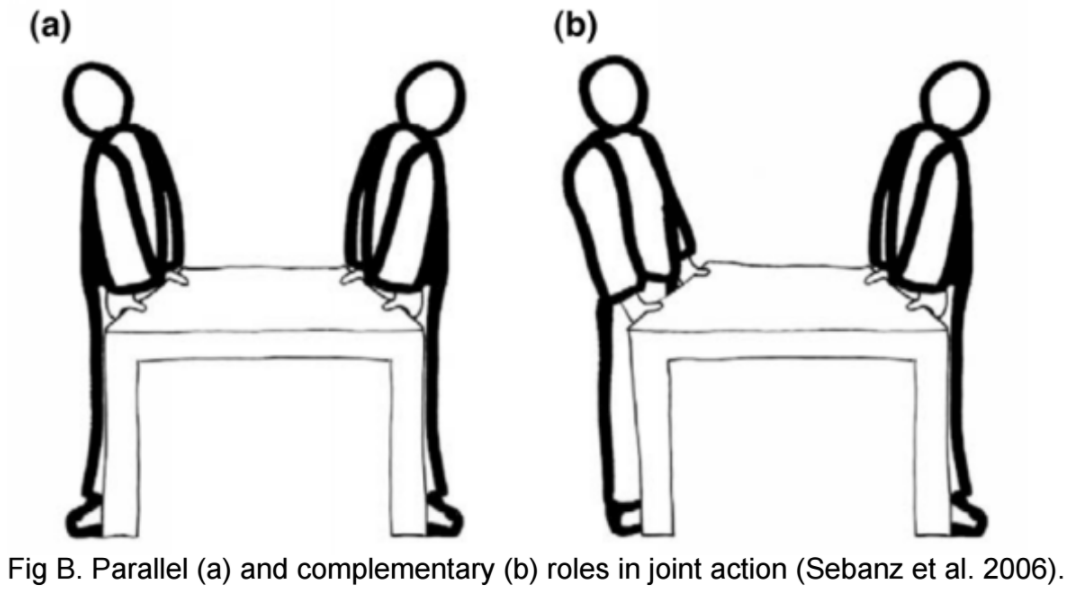 (a) (b)
Fig B. Parallel (a) and complementary (b) roles in joint action (Sebanz et al. 2006).